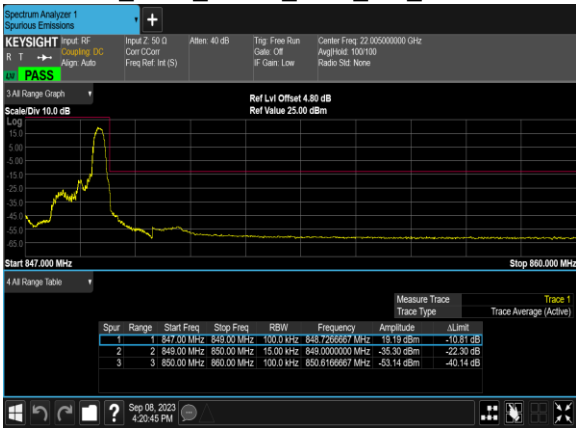 Spectrum Analyzer 1
Spurious Emissions
KEYSIGHT Input: RF Input Z: 50 Ω Atten: 40 dB Trig: Free Run Center Freq: 22.005000000 GHz
R T Coupling: DC Corr CCorr Gate: Off Avg|Hold: 100/100
Align: Auto Freq Ref: Int (S) IF Gain: Low Radio Std: None
PASS
3 All Range Graph
Ref Lvl Offset 4.80 dB
Scale/Div 10.0 dB Ref Value 25.00 dBm
Log
15.0
5.00
-5.00
-15.0
-25.0
-35.0
-45.0
-55.0
-65.0
Start 847.000 MHz Stop 860.000 MHz
4 All Range Table
Measure Trace Trace 1
Trace Type Trace Average (Active)
Spur Range Start Freq Stop Freq RBW Frequency Amplitude ΔLimit
1 1 847.00 MHz 849.00 MHz 100.0 kHz 848.7266667 MHz 19.19 dBm -10.81 dB
2 2 849.00 MHz 850.00 MHz 15.00 kHz 849.0000000 MHz -35.30 dBm -22.30 dB
3 3 850.00 MHz 860.00 MHz 100.0 kHz 850.6166667 MHz -53.14 dBm -40.14 dB
Sep 08, 2023
4:20:45 PM